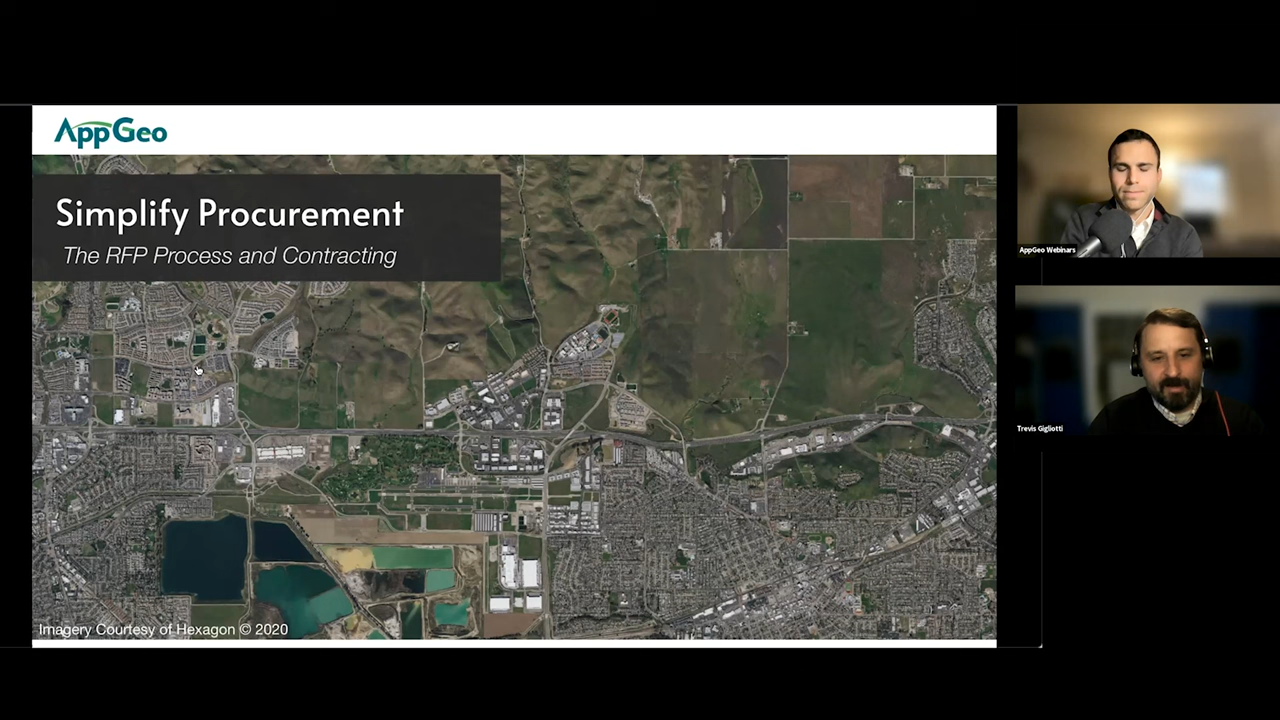 AppGeo
Simplify Procurement
The RFP Process and Contracting
Imagery Courtesy of Hexagon © 2020
AppGeo Webinars
Trevis Gigliotti